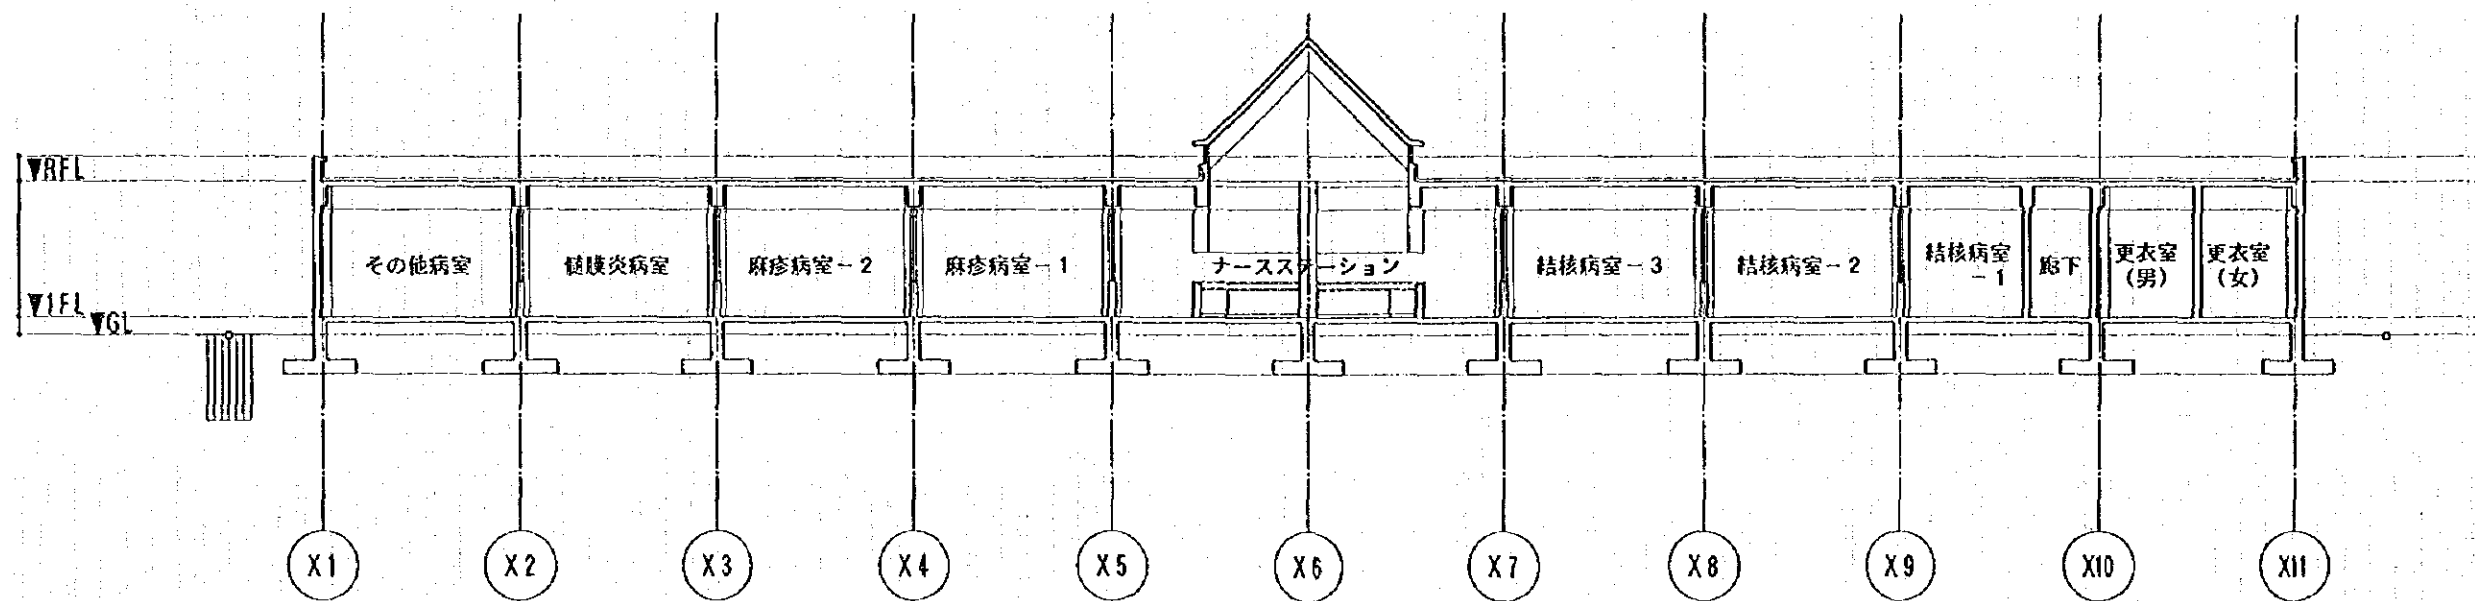 ▼RFL
その他病室
髄膜炎病室
麻疹病室-2
麻疹病室-1
ナースステーション
結核病室-3
結核病室-2
結核病室
-1
廊下
更衣室
(男)
更衣室
(女)
▼1FL
▼GL
X1
X2
X3
X4
X5
X6
X7
X8
X9
X10
X11